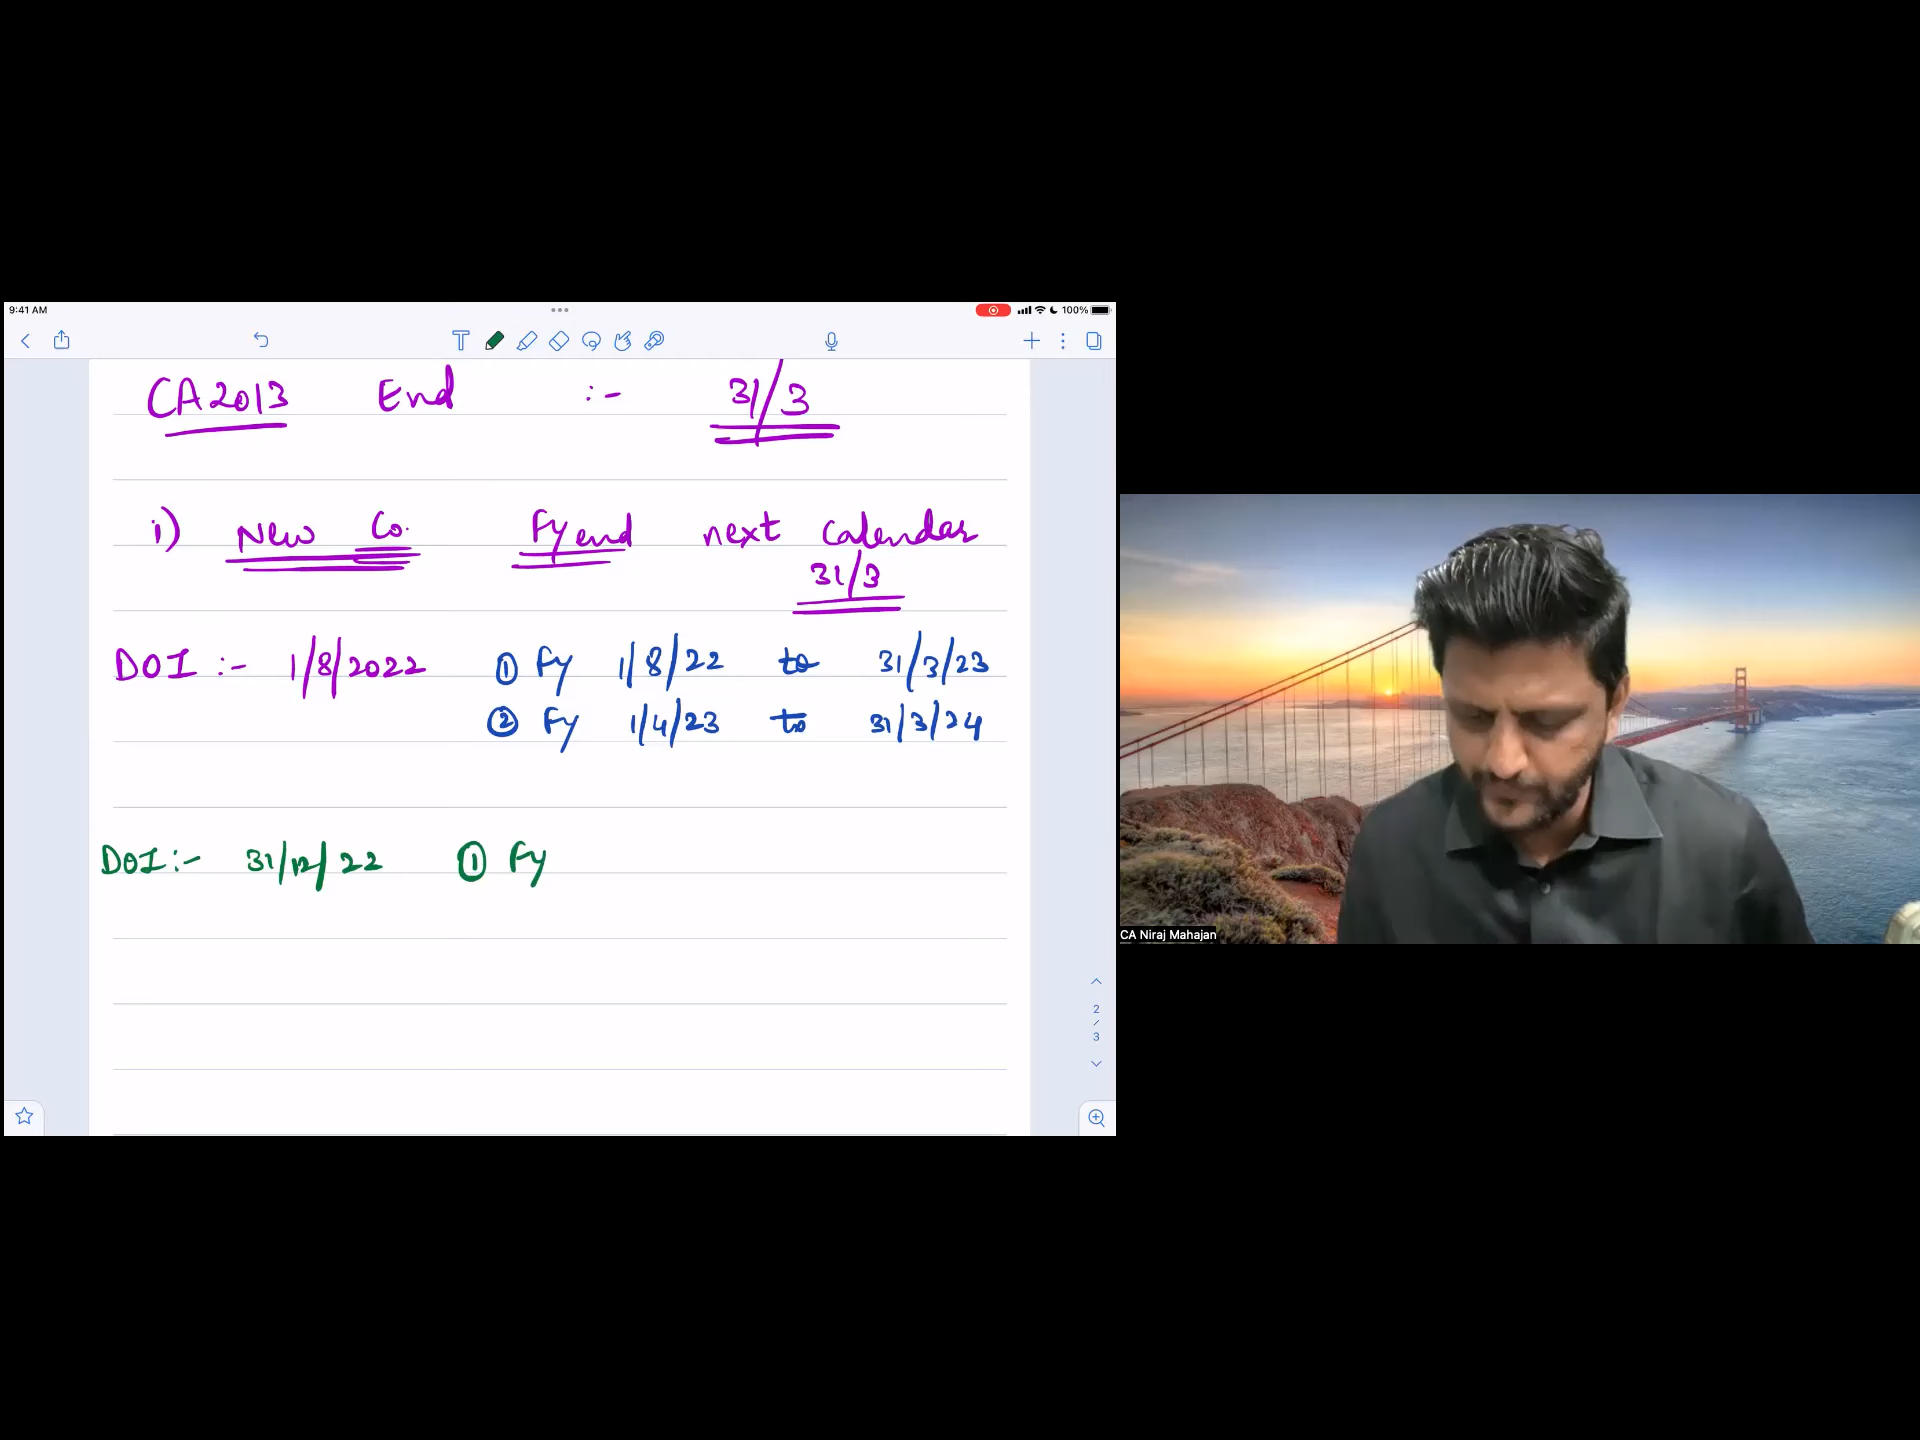 9:41 AM
100%
CA2013 End :- 31/3
i) New Co. Fy end next Calendar
31/3
DOI :- 1/8/2022 ① Fy 1/8/22 to 31/3/23
② Fy 1/4/23 to 31/3/24
DOI :- 31/12/22 ① Fy
2
/
3
CA Niraj Mahajan